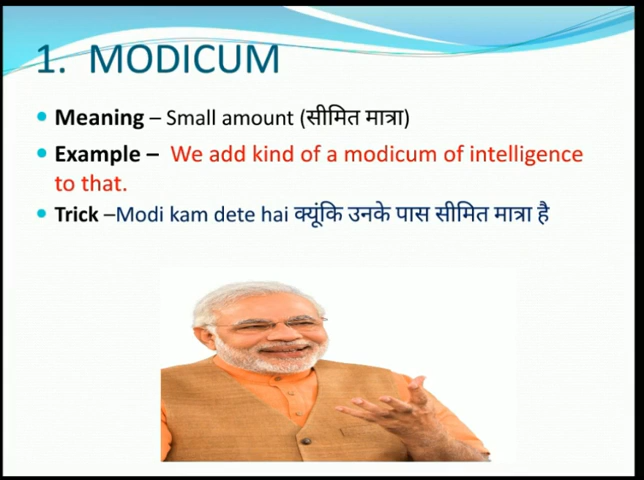 1. MODICUM
Meaning – Small amount (सीमित मात्रा)
Example – We add kind of a modicum of intelligence
to that.
Trick –Modi kam dete hai क्यूंकि उनके पास सीमित मात्रा है